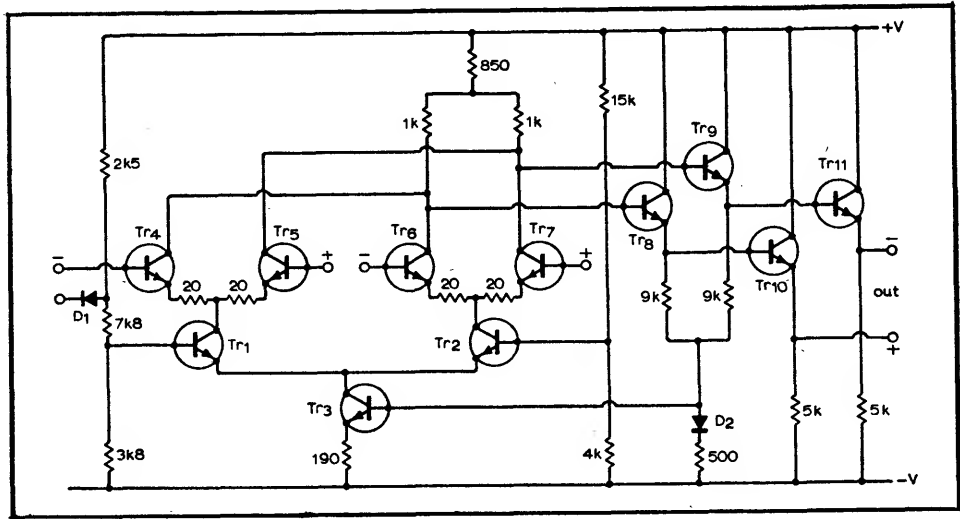 +V
850
1k
1k
15k
Tr9
Tr11
2k5
Tr4
Tr5
Tr6
Tr7
Tr8
−
+
−
+
−
20
20
20
20
Tr10
out
D1
7k8
9k
9k
Tr1
Tr2
+
Tr3
D2
5k
5k
3k8
190
4k
500
−V